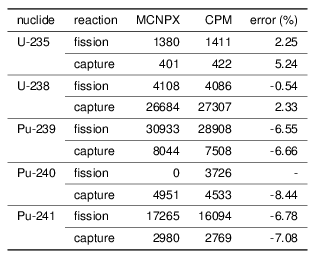 nuclide reaction MCNPX CPM error (%)
U-235 fission 1380 1411 2.25
capture 401 422 5.24
U-238 fission 4108 4086 -0.54
capture 26684 27307 2.33
Pu-239 fission 30933 28908 -6.55
capture 8044 7508 -6.66
Pu-240 fission 0 3726 -
capture 4951 4533 -8.44
Pu-241 fission 17265 16094 -6.78
capture 2980 2769 -7.08